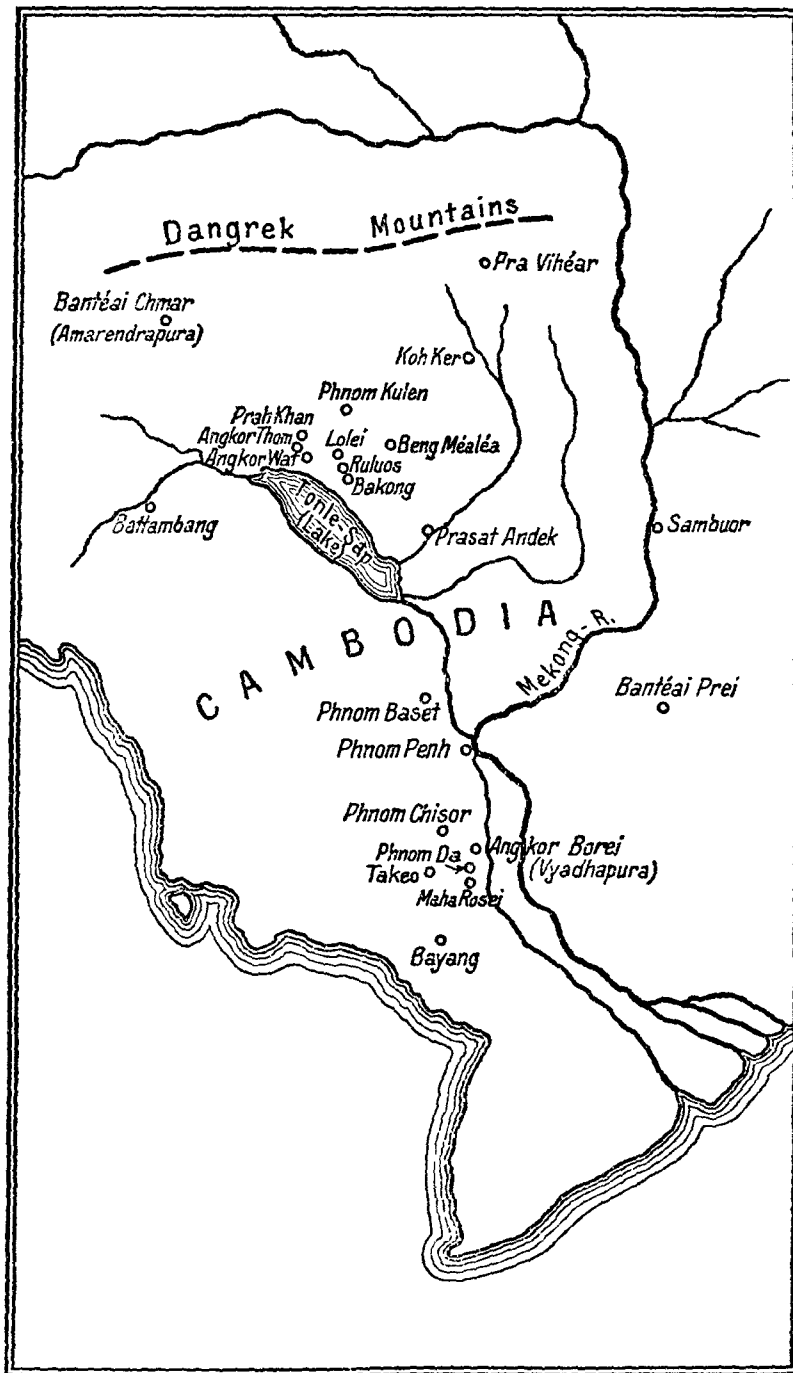 Dangrek Mountains
Pra Vihéar
Bantéai Chmar
(Amarendrapura)
Koh Ker
Phnom Kulen
Prah Khan
Angkor Thom
Lolei
Beng Méaléa
Angkor Wat
Ruluos
Bakong
Tonle-Sap
(Lake)
Battambang
Prasat Andek
Sambuor
CAMBODIA
Mekong-R.
Bantéai Prei
Phnom Baset
Phnom Penh
Phnom Chisor
Angkor Borei
(Vyadhapura)
Phnom Da
Takeo
Maha Rosei
Bayang